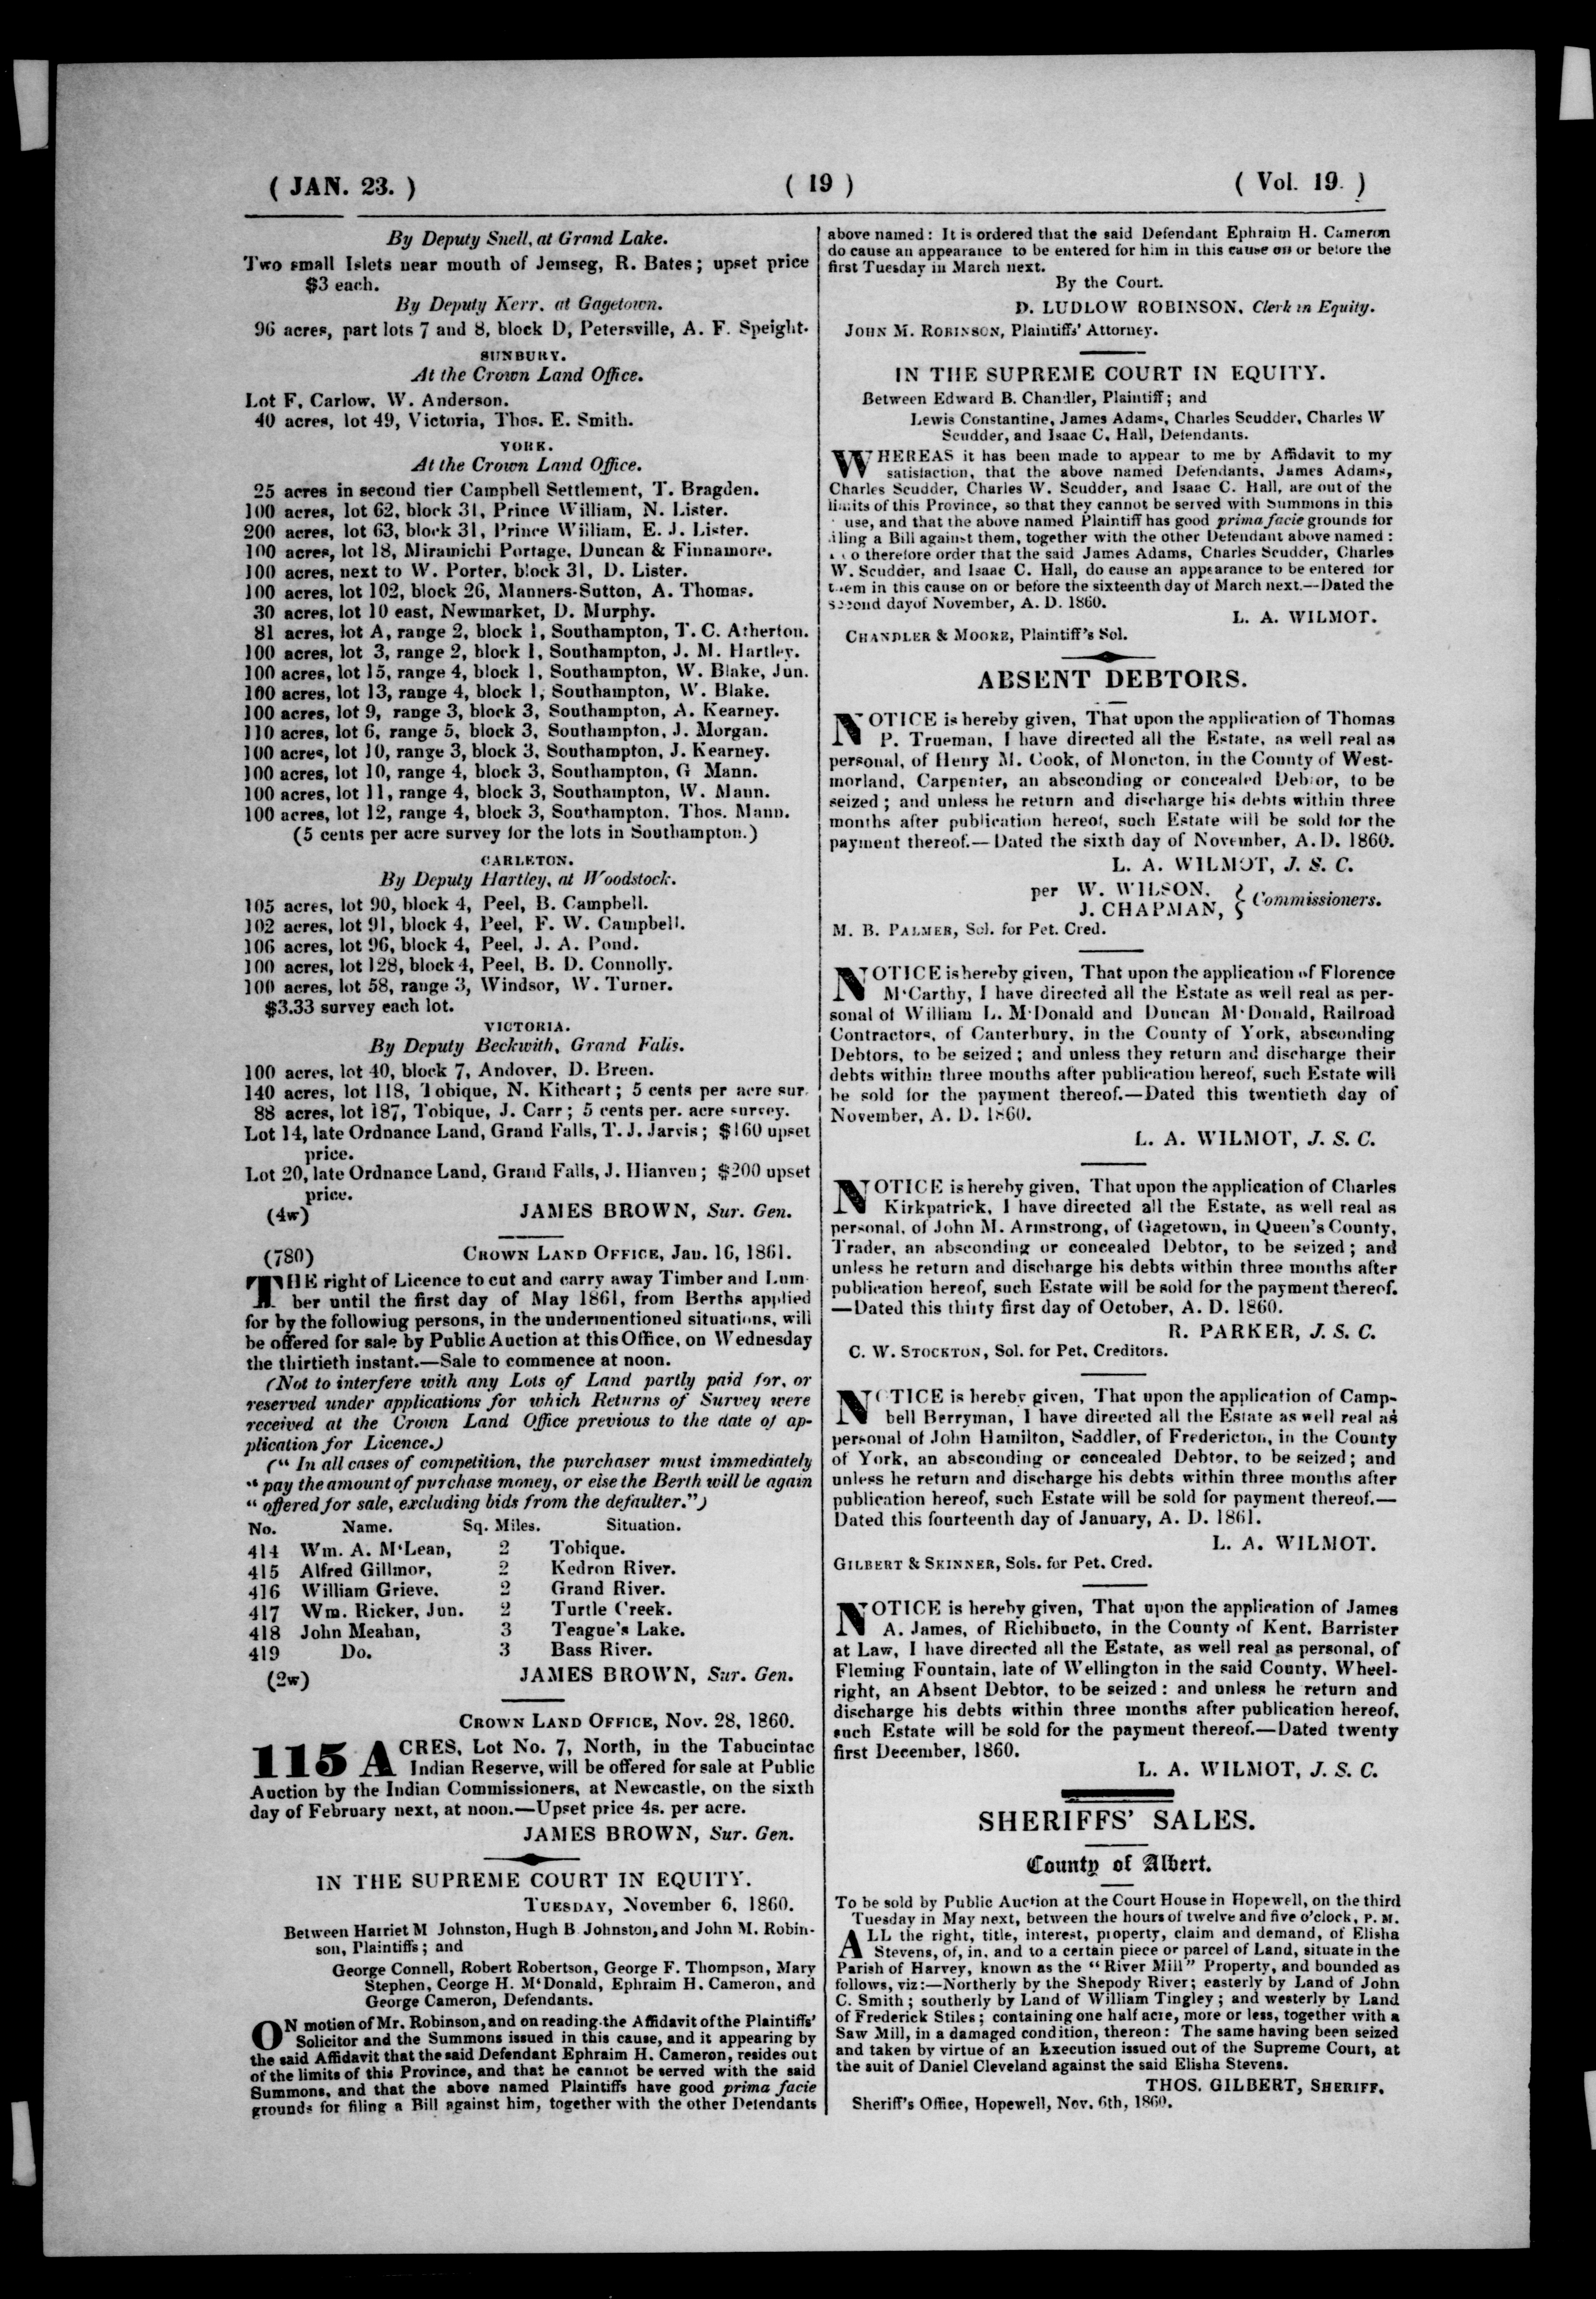 ( JAN. 23. )
( 19 )
( Vol. 19. )
By Deputy Snell, at Grand Lake.
Two small Islets near mouth of Jemseg, R. Bates; upset price
$3 each.
By Deputy Kerr, at Gagetown.
96 acres, part lots 7 and 8, block D, Petersville, A. F. Speight.
SUNBURY.
At the Crown Land Office.
Lot F, Carlow, W. Anderson.
40 acres, lot 49, Victoria, Thos. E. Smith.
YORK.
At the Crown Land Office.
25 acres in second tier Campbell Settlement, T. Bragden.
100 acres, lot 62, block 31, Prince William, N. Lister.
200 acres, lot 63, block 31, Prince William, E. J. Lister.
100 acres, lot 18, Miramichi Portage, Duncan & Finnamore.
100 acres, next to W. Porter, block 31, D. Lister.
100 acres, lot 102, block 26, Manners-Sutton, A. Thomas.
30 acres, lot 10 east, Newmarket, D. Murphy.
81 acres, lot A, range 2, block 1, Southampton, T. C. Atherton.
100 acres, lot 3, range 2, block 1, Southampton, J. M. Hartley.
100 acres, lot 15, range 4, block 1, Southampton, W. Blake, Jun.
100 acres, lot 13, range 4, block 1, Southampton, W. Blake.
100 acres, lot 9, range 3, block 3, Southampton, A. Kearney.
110 acres, lot 6, range 5, block 3, Southampton, J. Morgan.
100 acres, lot 10, range 3, block 3, Southampton, J. Kearney.
100 acres, lot 10, range 4, block 3, Southampton, G Mann.
100 acres, lot 11, range 4, block 3, Southampton, W. Mann.
100 acres, lot 12, range 4, block 3, Southampton, Thos. Mann.
(5 cents per acre survey for the lots in Southampton.)
CARLETON.
By Deputy Hartley, at Woodstock.
105 acres, lot 90, block 4, Peel, B. Campbell.
102 acres, lot 91, block 4, Peel, F. W. Campbell.
106 acres, lot 96, block 4, Peel, J. A. Pond.
100 acres, lot 128, block 4, Peel, B. D. Connolly.
100 acres, lot 58, range 3, Windsor, W. Turner.
$3.33 survey each lot.
VICTORIA.
By Deputy Beckwith, Grand Falls.
100 acres, lot 40, block 7, Andover, D. Breen.
140 acres, lot 118, Tobique, N. Kithcart; 5 cents per acre sur.
88 acres, lot 187, Tobique, J. Carr; 5 cents per. acre survey.
Lot 14, late Ordnance Land, Grand Falls, T. J. Jarvis; $160 upset
price.
Lot 20, late Ordnance Land, Grand Falls, J. Hianven; $200 upset
price.
(4w) JAMES BROWN, Sur. Gen.
(780) CROWN LAND OFFICE, Jan. 16, 1861.
THE right of Licence to cut and carry away Timber and Lum-
ber until the first day of May 1861, from Berths applied
for by the following persons, in the undermentioned situations, will
be offered for sale by Public Auction at this Office, on Wednesday
the thirtieth instant.—Sale to commence at noon.
(Not to interfere with any Lots of Land partly paid for, or
reserved under applications for which Returns of Survey were
received at the Crown Land Office previous to the date of ap-
plication for Licence.)
(" In all cases of competition, the purchaser must immediately
" pay the amount of purchase money, or else the Berth will be again
" offered for sale, excluding bids from the defaulter.")
No. Name. Sq. Miles. Situation.
414 Wm. A. M'Lean, 2 Tobique.
415 Alfred Gillmor, 2 Kedron River.
416 William Grieve. 2 Grand River.
417 Wm. Ricker, Jun. 2 Turtle Creek.
418 John Meahan, 3 Teague's Lake.
419 Do. 3 Bass River.
(2w) JAMES BROWN, Sur. Gen.
CROWN LAND OFFICE, Nov. 28, 1860.
115 ACRES, Lot No. 7, North, in the Tabucintac
Indian Reserve, will be offered for sale at Public
Auction by the Indian Commissioners, at Newcastle, on the sixth
day of February next, at noon.—Upset price 4s. per acre.
JAMES BROWN, Sur. Gen.
IN THE SUPREME COURT IN EQUITY.
TUESDAY, November 6, 1860.
Between Harriet M Johnston, Hugh B Johnston, and John M. Robin-
son, Plaintiffs; and
George Connell, Robert Robertson, George F. Thompson, Mary
Stephen, Ceorge H. M'Donald, Ephraim H. Cameron, and
George Cameron, Defendants.
ON motion of Mr. Robinson, and on reading the Affidavit of the Plaintiffs'
Solicitor and the Summons issued in this cause, and it appearing by
the said Affidavit that the said Defendant Ephraim H. Cameron, resides out
of the limits of this Province, and that he cannot be served with the said
Summons, and that the above named Plaintiffs have good prima facie
grounds for filing a Bill against him, together with the other Defendants
above named: It is ordered that the said Defendant Ephraim H. Cameron
do cause an appearance to be entered for him in this cause on or before the
first Tuesday in March next.
By the Court.
D. LUDLOW ROBINSON, Clerk in Equity.
JOHN M. ROBINSON, Plaintiffs' Attorney.
IN THE SUPREME COURT IN EQUITY.
Between Edward B. Chandler, Plaintiff; and
Lewis Constantine, James Adams, Charles Scudder, Charles W
Scudder, and Isaac C. Hall, Defendants.
WHEREAS it has been made to appear to me by Affidavit to my
satisfaction, that the above named Defendants, James Adams,
Charles Scudder, Charles W. Scudder, and Isaac C. Hall, are out of the
limits of this Province, so that they cannot be served with Summons in this
use, and that the above named Plaintiff has good prima facie grounds for
iling a Bill against them, together with the other Defendant above named:
o therefore order that the said James Adams, Charles Scudder, Charles
W. Scudder, and Isaac C. Hall, do cause an appearance to be entered for
them in this cause on or before the sixteenth day of March next.—Dated the
second dayof November, A. D. 1860.
L. A. WILMOT.
CHANDLER & MOORE, Plaintiff's Sol.
ABSENT DEBTORS.
NOTICE is hereby given, That upon the application of Thomas
P. Trueman, I have directed all the Estate, as well real as
personal, of Henry M. Cook, of Moncton, in the County of West-
morland, Carpenter, an absconding or concealed Debtor, to be
seized; and unless he return and discharge his debts within three
months after publication hereof, such Estate will be sold for the
payment thereof.—Dated the sixth day of November, A. D. 1860.
L. A. WILMOT, J. S. C.
per W. WILSON,
J. CHAPMAN, } Commissioners.
M. B. PALMER, Sol. for Pet. Cred.
NOTICE is hereby given, That upon the application of Florence
M'Carthy, I have directed all the Estate as well real as per-
sonal of William L. M'Donald and Duncan M'Donald, Railroad
Contractors, of Canterbury, in the County of York, absconding
Debtors, to be seized; and unless they return and discharge their
debts within three months after publication hereof, such Estate will
be sold for the payment thereof.—Dated this twentieth day of
November, A. D. 1860.
L. A. WILMOT, J. S. C.
NOTICE is hereby given, That upon the application of Charles
Kirkpatrick, I have directed all the Estate, as well real as
personal, of John M. Armstrong, of Gagetown, in Queen's County,
Trader, an absconding or concealed Debtor, to be seized; and
unless he return and discharge his debts within three months after
publication hereof, such Estate will be sold for the payment thereof.
—Dated this thirty first day of October, A. D. 1860.
R. PARKER, J. S. C.
C. W. STOCKTON, Sol. for Pet. Creditors.
NOTICE is hereby given, That upon the application of Camp-
bell Berryman, I have directed all the Estate as well real as
personal of John Hamilton, Saddler, of Fredericton, in the County
of York, an absconding or concealed Debtor, to be seized; and
unless he return and discharge his debts within three months after
publication hereof, such Estate will be sold for payment thereof.—
Dated this fourteenth day of January, A. D. 1861.
L. A. WILMOT.
GILBERT & SKINNER, Sols. for Pet. Cred.
NOTICE is hereby given, That upon the application of James
A. James, of Richibucto, in the County of Kent, Barrister
at Law, I have directed all the Estate, as well real as personal, of
Fleming Fountain, late of Wellington in the said County, Wheel-
right, an Absent Debtor, to be seized: and unless he return and
discharge his debts within three months after publication hereof,
such Estate will be sold for the payment thereof.—Dated twenty
first December, 1860.
L. A. WILMOT, J. S. C.
SHERIFFS' SALES.
County of Albert.
To be sold by Public Auction at the Court House in Hopewell, on the third
Tuesday in May next, between the hours of twelve and five o'clock, P. M.
ALL the right, title, interest, property, claim and demand, of Elisha
Stevens, of, in, and to a certain piece or parcel of Land, situate in the
Parish of Harvey, known as the "River Mill" Property, and bounded as
follows, viz:—Northerly by the Shepody River; easterly by Land of John
C. Smith; southerly by Land of William Tingley; and westerly by Land
of Frederick Stiles; containing one half acre, more or less, together with a
Saw Mill, in a damaged condition, thereon: The same having been seized
and taken by virtue of an Execution issued out of the Supreme Court, at
the suit of Daniel Cleveland against the said Elisha Stevens.
THOS. GILBERT, SHERIFF.
Sheriff's Office, Hopewell, Nov. 6th, 1860.